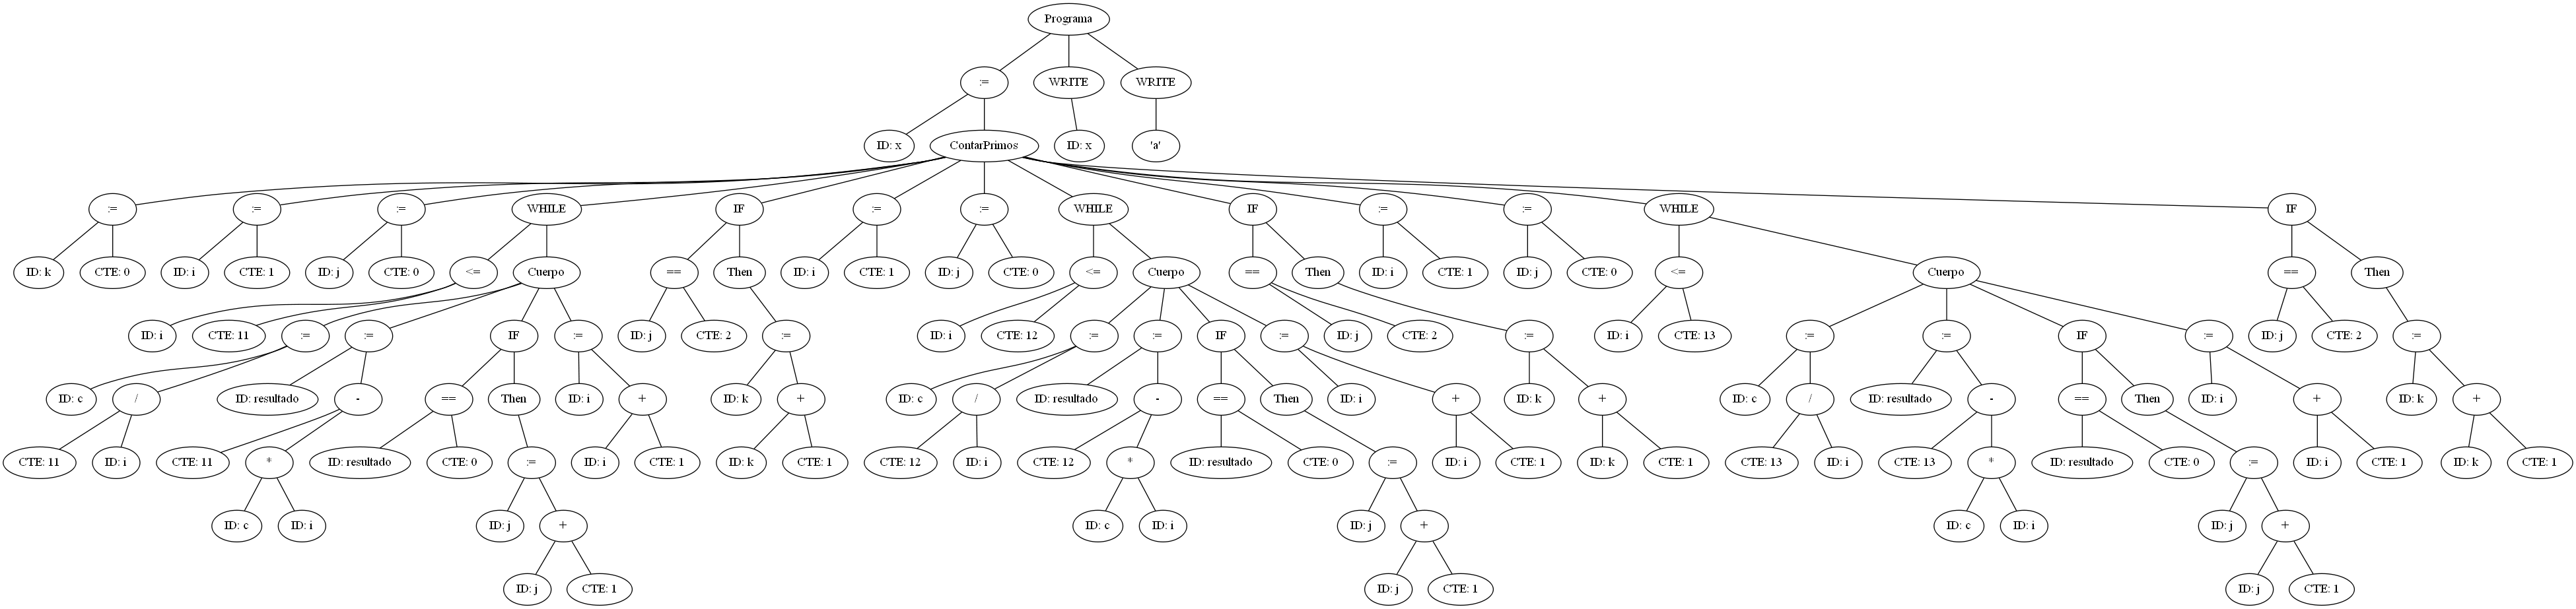 Programa
:= WRITE WRITE
ID: x ContarPrimos ID: x 'a'
:= := := WHILE IF := := WHILE IF := := WHILE IF
ID: k CTE: 0 ID: i CTE: 1 ID: j CTE: 0 <= Cuerpo == Then ID: i CTE: 1 ID: j CTE: 0 <= Cuerpo == Then ID: i CTE: 1 ID: j CTE: 0 <= Cuerpo == Then
ID: i CTE: 11 := := IF := ID: j CTE: 2 := ID: i CTE: 12 := := IF := ID: j CTE: 2 := ID: i CTE: 13 := := IF := ID: j CTE: 2 :=
ID: c / ID: resultado - == Then ID: i + ID: k + ID: c / ID: resultado - == Then ID: i + ID: k + ID: c / ID: resultado - == Then ID: i + ID: k +
CTE: 11 ID: i CTE: 11 * ID: resultado CTE: 0 := ID: i CTE: 1 ID: k CTE: 1 CTE: 12 ID: i CTE: 12 * ID: resultado CTE: 0 := ID: i CTE: 1 ID: k CTE: 1 CTE: 13 ID: i CTE: 13 * ID: resultado CTE: 0 := ID: i CTE: 1 ID: k CTE: 1
ID: c ID: i ID: j + ID: c ID: i ID: j + ID: c ID: i ID: j +
ID: j CTE: 1 ID: j CTE: 1 ID: j CTE: 1